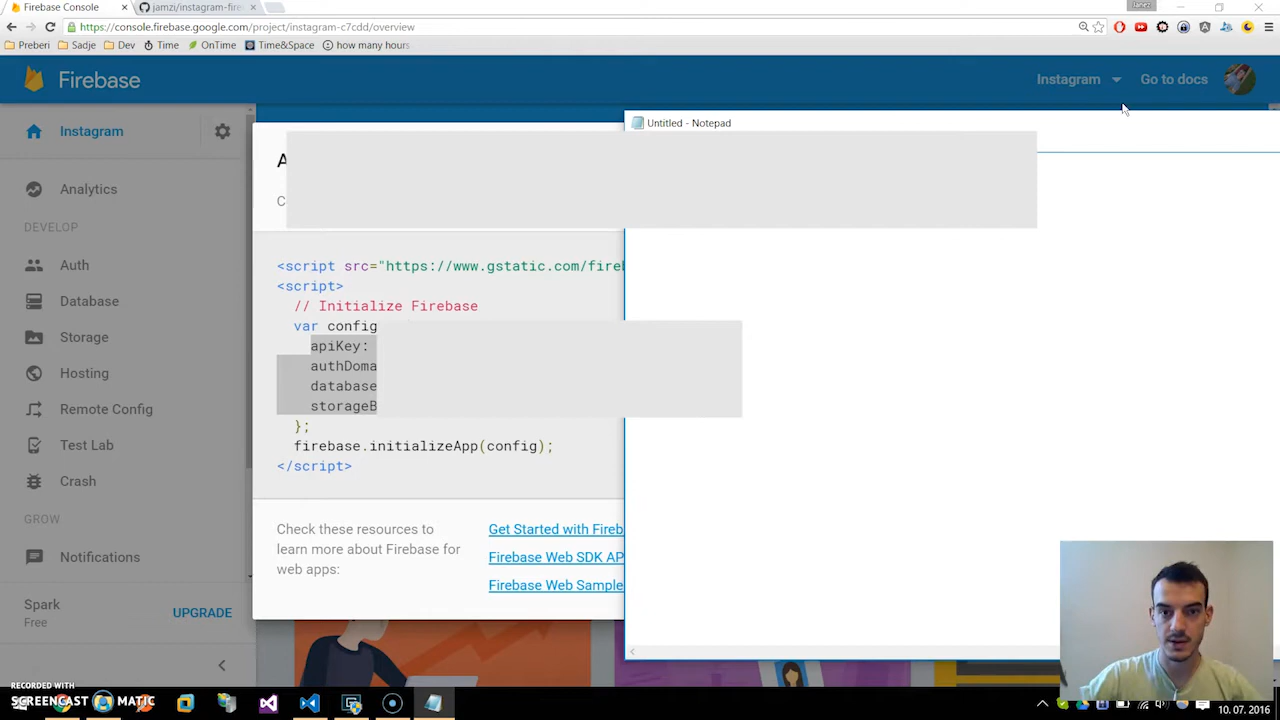 Firebase Console
jamzi/instagram-fire
Janez
https://console.firebase.google.com/project/instagram-c7cdd/overview
Preberi
Sadje
Dev
Time
OnTime
Time&Space
how many hours
Firebase
Instagram
Go to docs
Instagram
Analytics
DEVELOP
Auth
Database
Storage
Hosting
Remote Config
Test Lab
Crash
GROW
Notifications
Spark
Free
UPGRADE
A
C
<script src="https://www.gstatic.com/fireb
<script>
// Initialize Firebase
var config
apiKey:
authDoma
database
storageB
};
firebase.initializeApp(config);
</script>
Check these resources to
learn more about Firebase for
web apps:
Get Started with Fireb
Firebase Web SDK AP
Firebase Web Sample
Untitled - Notepad
RECORDED WITH
SCREENCAST MATIC
10. 07. 2016